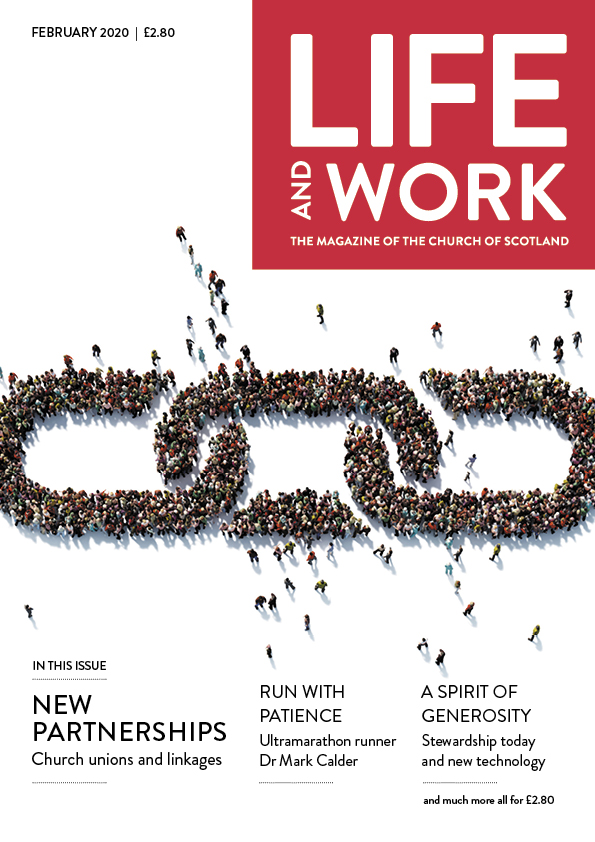 FEBRUARY 2020 | £2.80
LIFE
AND WORK
THE MAGAZINE OF THE CHURCH OF SCOTLAND
IN THIS ISSUE
NEW
PARTNERSHIPS
Church unions and linkages
RUN WITH
PATIENCE
Ultramarathon runner
Dr Mark Calder
A SPIRIT OF
GENEROSITY
Stewardship today
and new technology
and much more all for £2.80